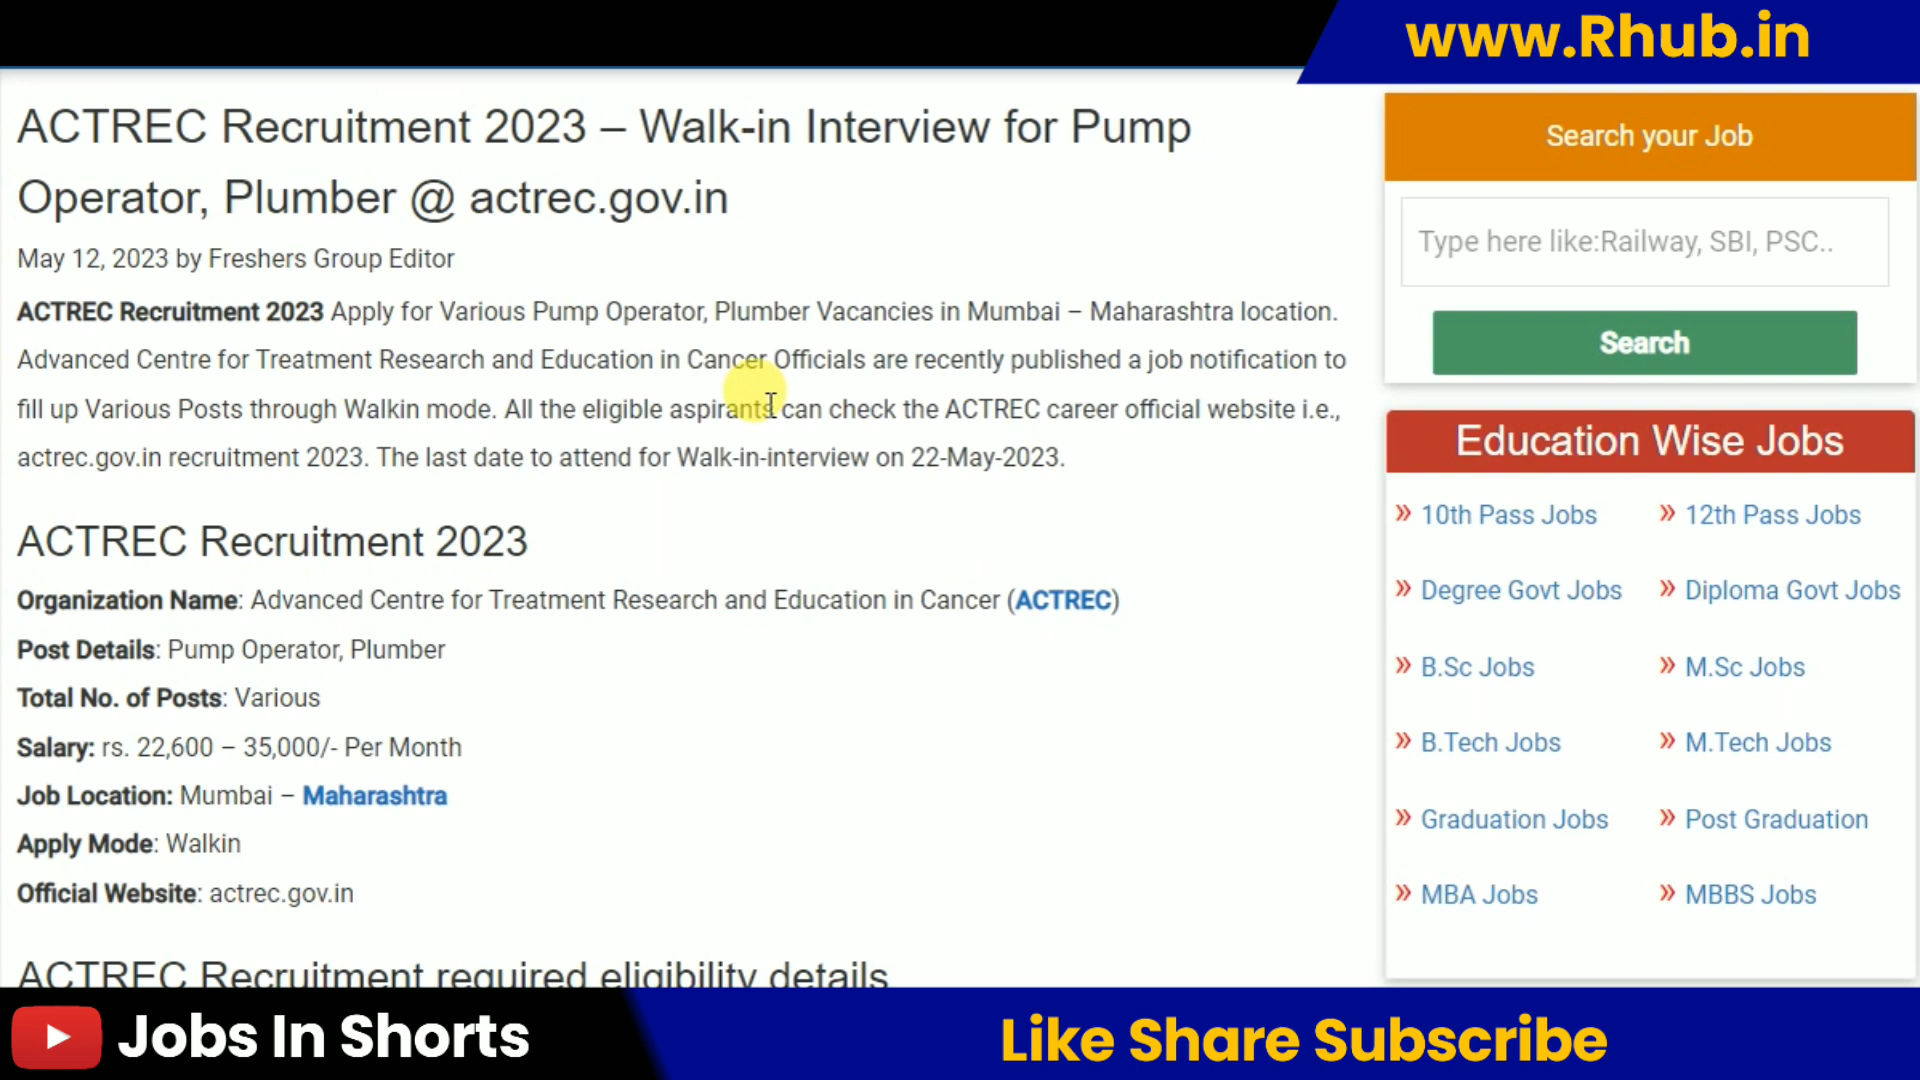 www.Rhub.in
ACTREC Recruitment 2023 – Walk-in Interview for Pump
Operator, Plumber @ actrec.gov.in
May 12, 2023 by Freshers Group Editor
ACTREC Recruitment 2023 Apply for Various Pump Operator, Plumber Vacancies in Mumbai – Maharashtra location.
Advanced Centre for Treatment Research and Education in Cancer Officials are recently published a job notification to
fill up Various Posts through Walkin mode. All the eligible aspirants can check the ACTREC career official website i.e.,
actrec.gov.in recruitment 2023. The last date to attend for Walk-in-interview on 22-May-2023.
ACTREC Recruitment 2023
Organization Name: Advanced Centre for Treatment Research and Education in Cancer (ACTREC)
Post Details: Pump Operator, Plumber
Total No. of Posts: Various
Salary: rs. 22,600 – 35,000/- Per Month
Job Location: Mumbai – Maharashtra
Apply Mode: Walkin
Official Website: actrec.gov.in
ACTREC Recruitment required eligibility details
Search your Job
Type here like:Railway, SBI, PSC..
Search
Education Wise Jobs
» 10th Pass Jobs » 12th Pass Jobs
» Degree Govt Jobs » Diploma Govt Jobs
» B.Sc Jobs » M.Sc Jobs
» B.Tech Jobs » M.Tech Jobs
» Graduation Jobs » Post Graduation
» MBA Jobs » MBBS Jobs
Jobs In Shorts
Like Share Subscribe